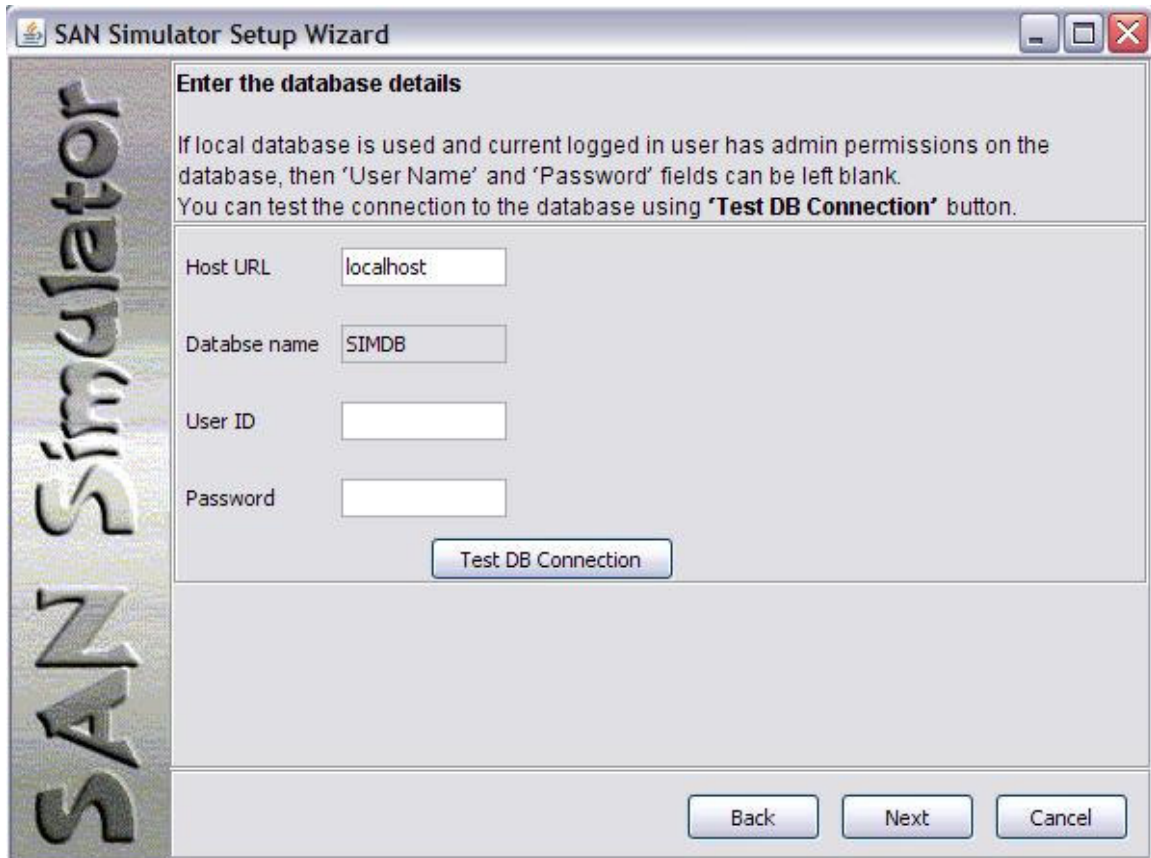 SAN Simulator Setup Wizard
SAN Simulator
Enter the database details
If local database is used and current logged in user has admin permissions on the
database, then ‘User Name’ and ‘Password’ fields can be left blank.
You can test the connection to the database using ‘Test DB Connection’ button.
Host URL localhost
Databse name SIMDB
User ID
Password
Test DB Connection
Back Next Cancel